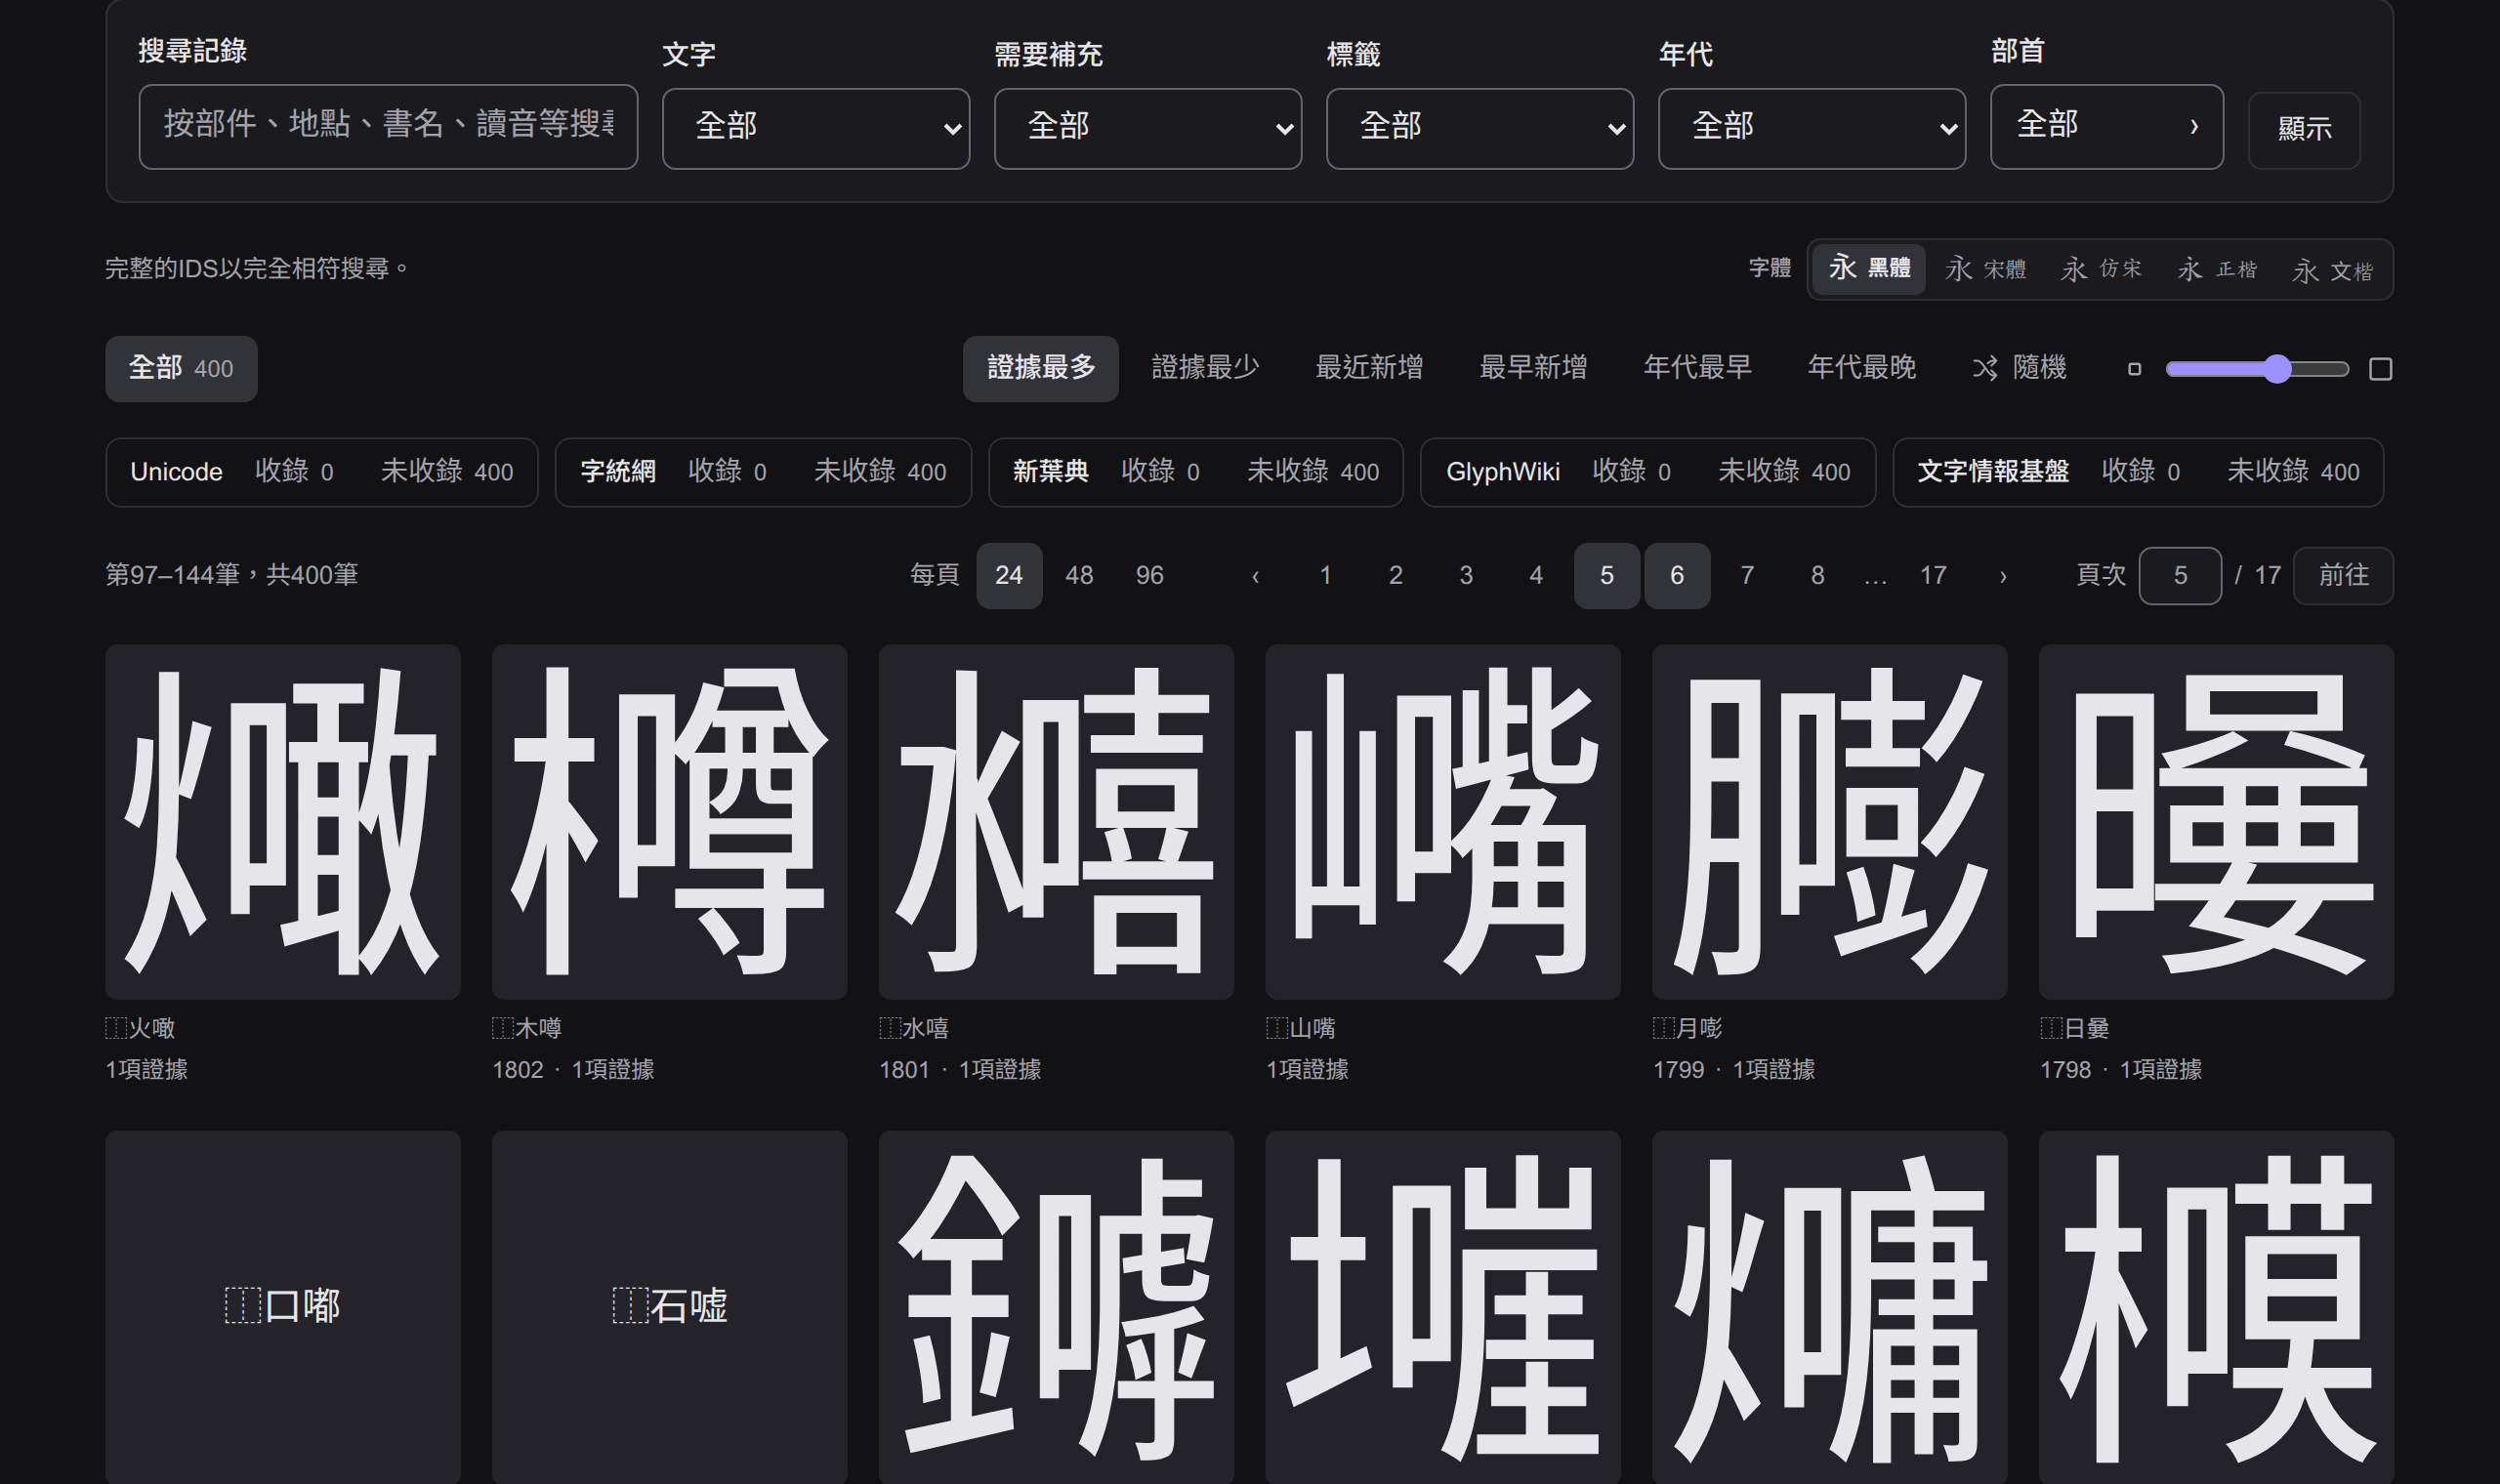 搜尋記錄 文字 需要補充 標籤 年代 部首
按部件、地點、書名、讀音等搜尋 全部 全部 全部 全部 全部 › 顯示
完整的IDS以完全相符搜尋。 字體 永 黑體 永 宋體 永 仿宋 永 正楷 永 文楷
全部 400 證據最多 證據最少 最近新增 最早新增 年代最早 年代最晚 隨機
Unicode 收錄 0 未收錄 400 字統網 收錄 0 未收錄 400 新葉典 收錄 0 未收錄 400 GlyphWiki 收錄 0 未收錄 400 文字情報基盤 收錄 0 未收錄 400
第97–144筆，共400筆 每頁 24 48 96 ‹ 1 2 3 4 5 6 7 8 … 17 › 頁次 5 / 17 前往
⿰火噉 ⿰木噂 ⿰水嘻 ⿰山嘴 ⿰月嘭 ⿰日㬅
1項證據 1802 · 1項證據 1801 · 1項證據 1項證據 1799 · 1項證據 1798 · 1項證據
⿰口嘟 ⿰石嘘